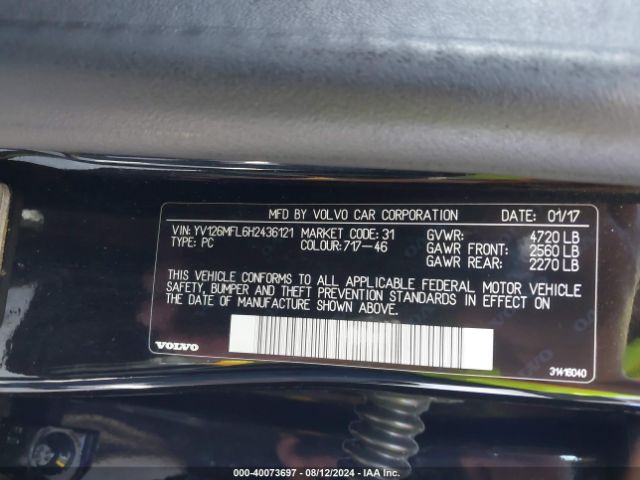 MFD BY VOLVO CAR CORPORATION DATE: 01/17
VIN: YV126MFL6H2436121 MARKET CODE: 31 GVWR: 4720 LB
TYPE: PC COLOUR: 717-46 GAWR FRONT: 2560 LB
GAWR REAR: 2270 LB
THIS VEHICLE CONFORMS TO ALL APPLICABLE FEDERAL MOTOR VEHICLE
SAFETY, BUMPER AND THEFT PREVENTION STANDARDS IN EFFECT ON
THE DATE OF MANUFACTURE SHOWN ABOVE.
VOLVO 31416040
000-40073697 - 08/12/2024 - IAA Inc.